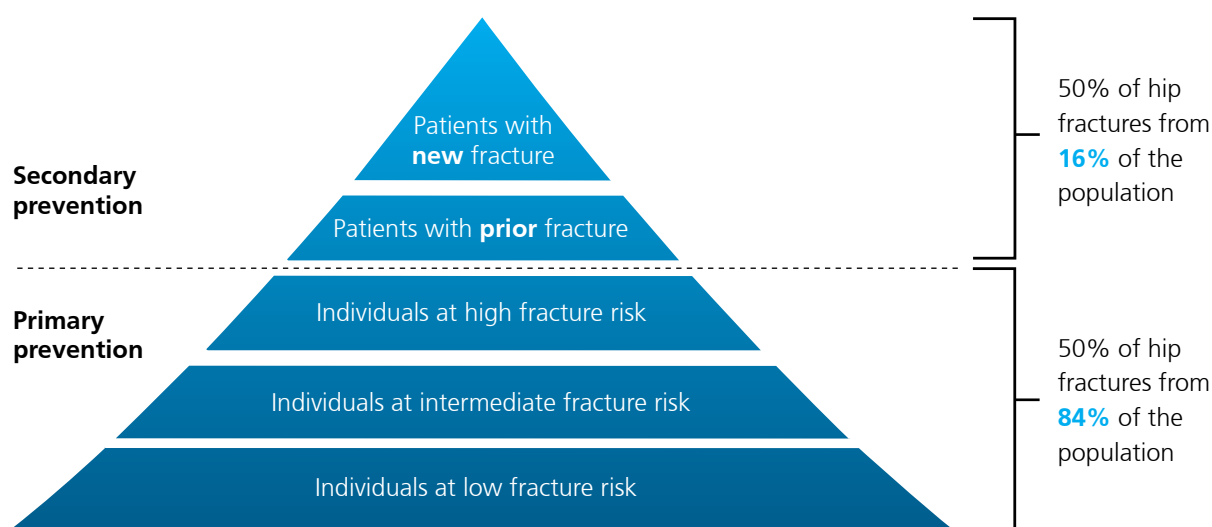 Patients with
new fracture
Secondary
prevention
Patients with prior fracture
50% of hip
fractures from
16% of the
population
Primary
prevention
Individuals at high fracture risk
Individuals at intermediate fracture risk
Individuals at low fracture risk
50% of hip
fractures from
84% of the
population